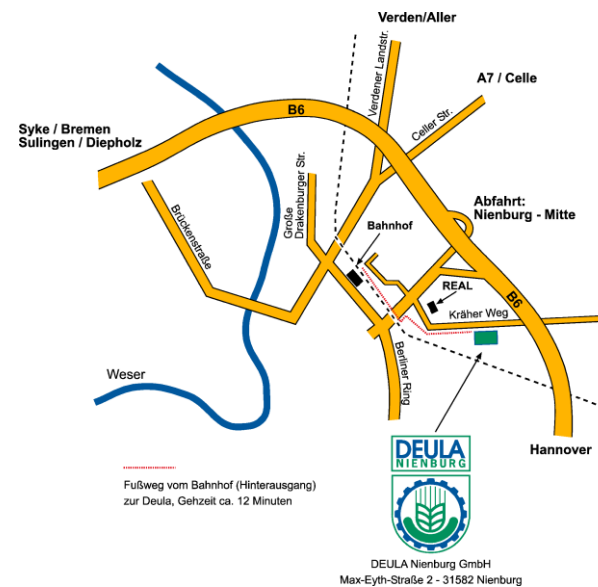 Verden/Aller
A7 / Celle
Verdener Landstr.
Celler Str.
B6
Syke / Bremen
Sulingen / Diepholz
Große
Drakenburger Str.
Abfahrt:
Nienburg - Mitte
Bahnhof
Brückenstraße
REAL
B6
Kräher Weg
Berliner Ring
Weser
Hannover
DEULA
NIENBURG
Fußweg vom Bahnhof (Hinterausgang)
zur Deula, Gehzeit ca. 12 Minuten
DEULA Nienburg GmbH
Max-Eyth-Straße 2 - 31582 Nienburg